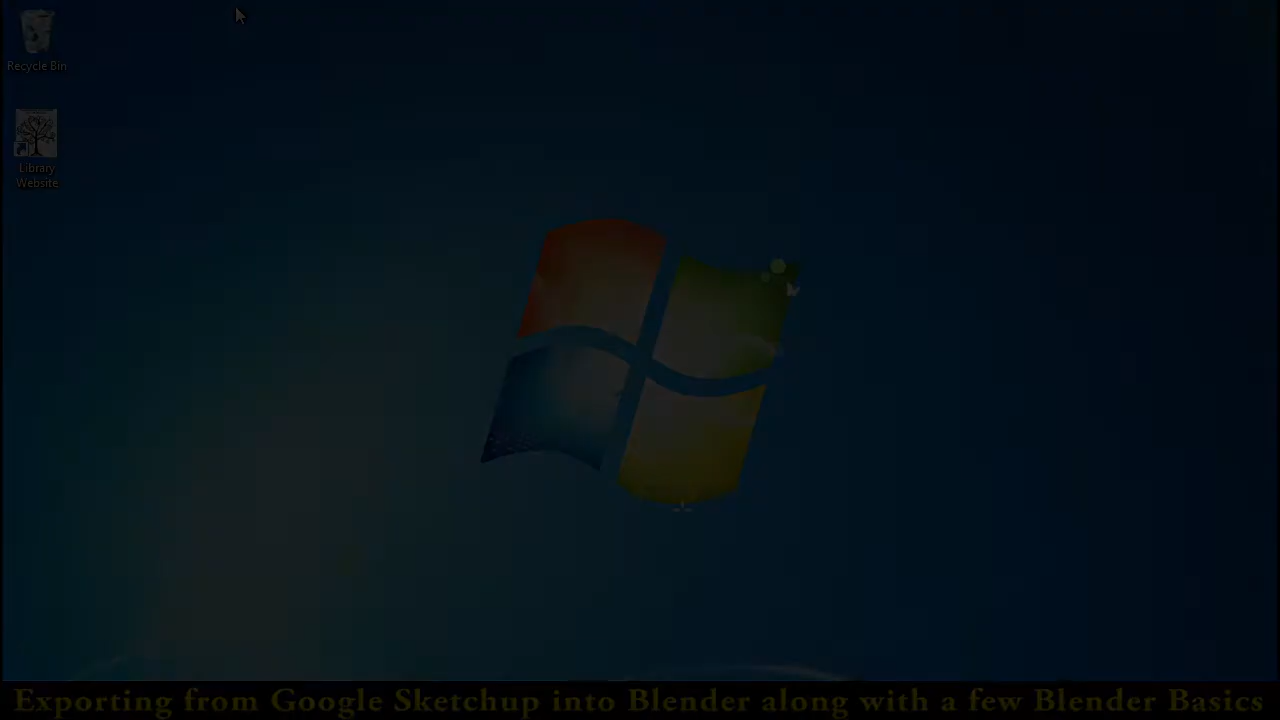 Recycle Bin
Library
Website
Exporting from Google Sketchup into Blender along with a few Blender Basics